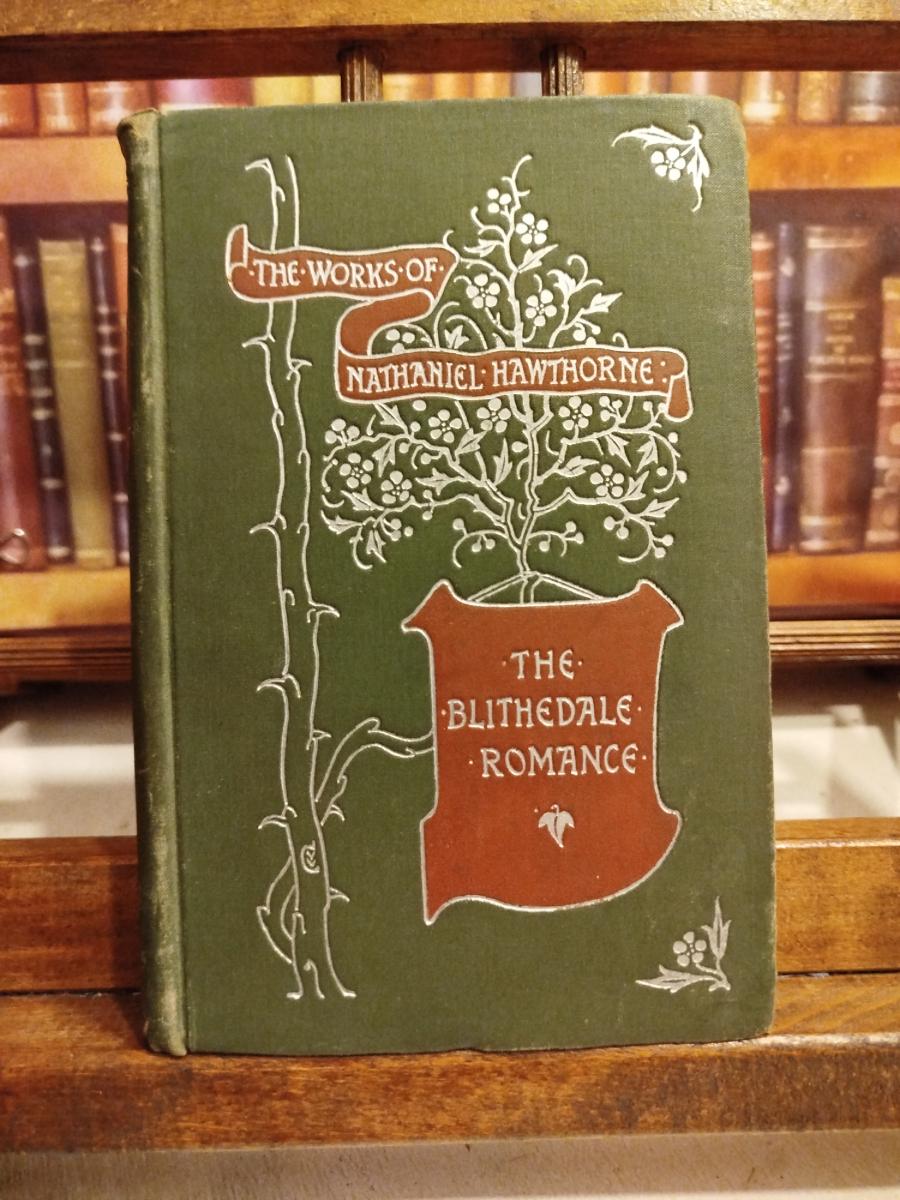 ·THE·WORKS·OF·
NATHANIEL·HAWTHORNE·
·THE·
·BLITHEDALE·
·ROMANCE·